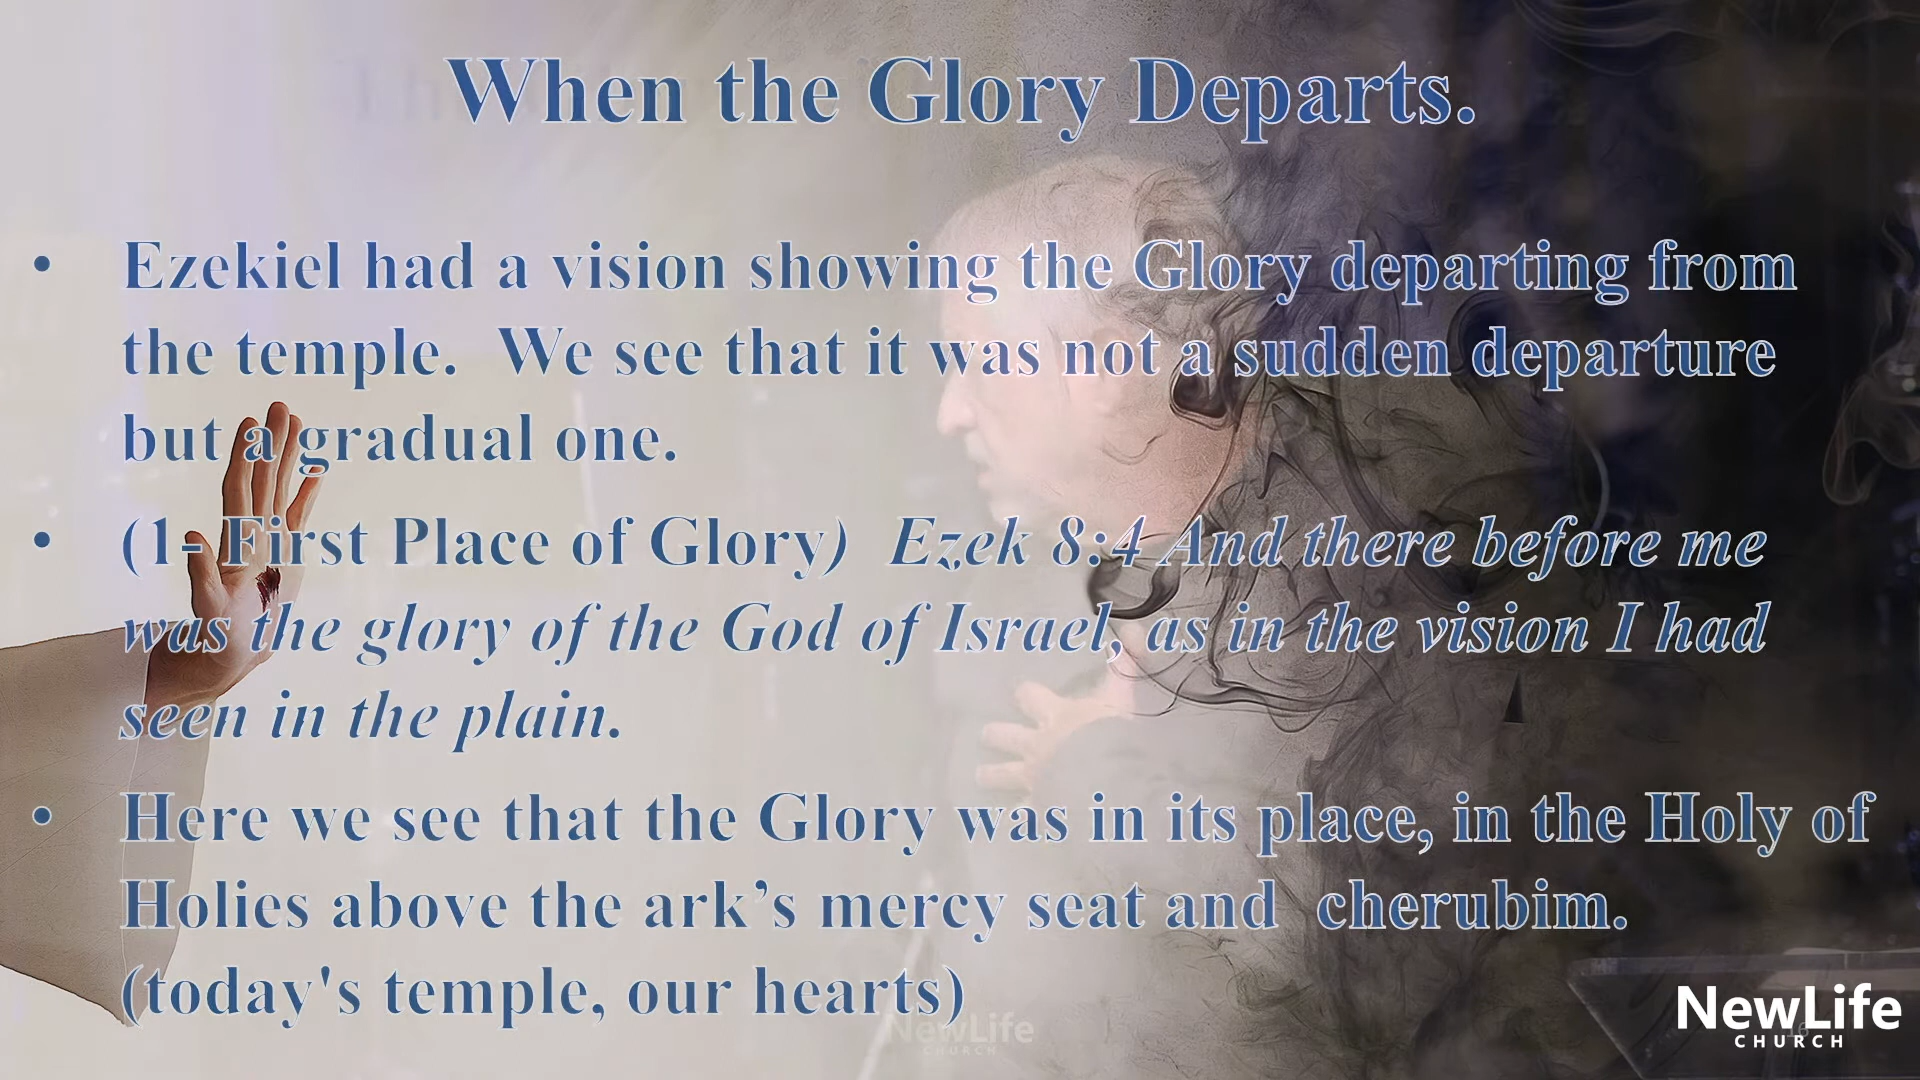 When the Glory Departs.
• Ezekiel had a vision showing the Glory departing from
the temple.  We see that it was not a sudden departure
but a gradual one.
• (1- First Place of Glory)  Ezek 8:4 And there before me
was the glory of the God of Israel, as in the vision I had
seen in the plain.
• Here we see that the Glory was in its place, in the Holy of
Holies above the ark’s mercy seat and  cherubim.
(today's temple, our hearts)
NewLife
CHURCH
NewLife
CHURCH
16